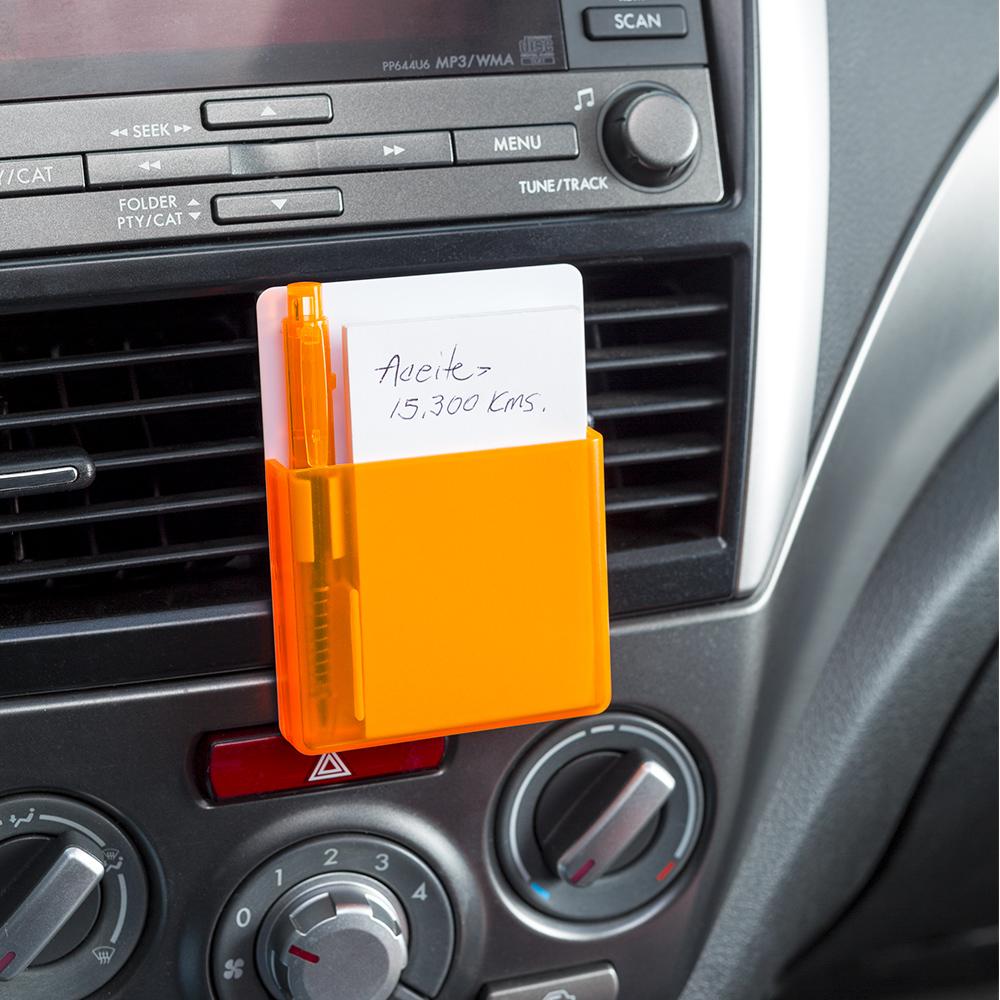 SCAN
PP644U6 MP3/WMA
disc
SEEK
Y/CAT
MENU
TUNE/TRACK
FOLDER
PTY/CAT
Aceite>
15,300 Kms.
0 1 2 3 4